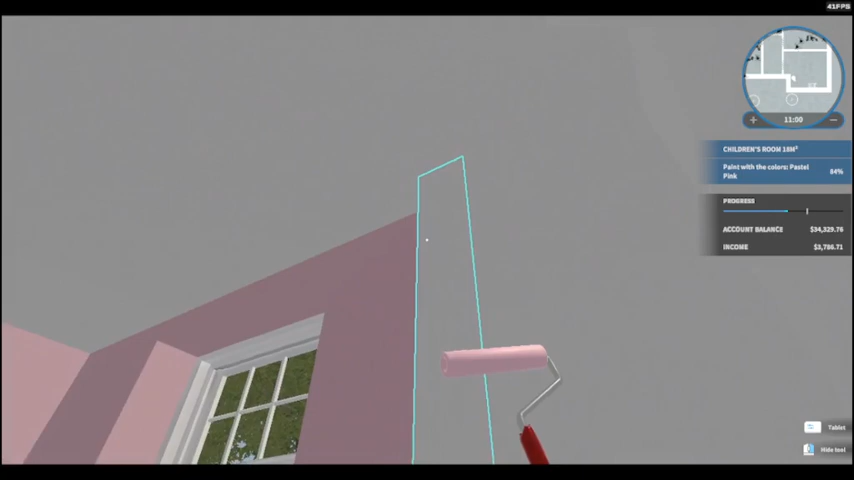 41FPS
+ 11:00 −
CHILDREN'S ROOM 18M²
Paint with the colors: Pastel
Pink
64%
PROGRESS
ACCOUNT BALANCE $34,329.76
INCOME $3,786.71
Tablet
Hide tool